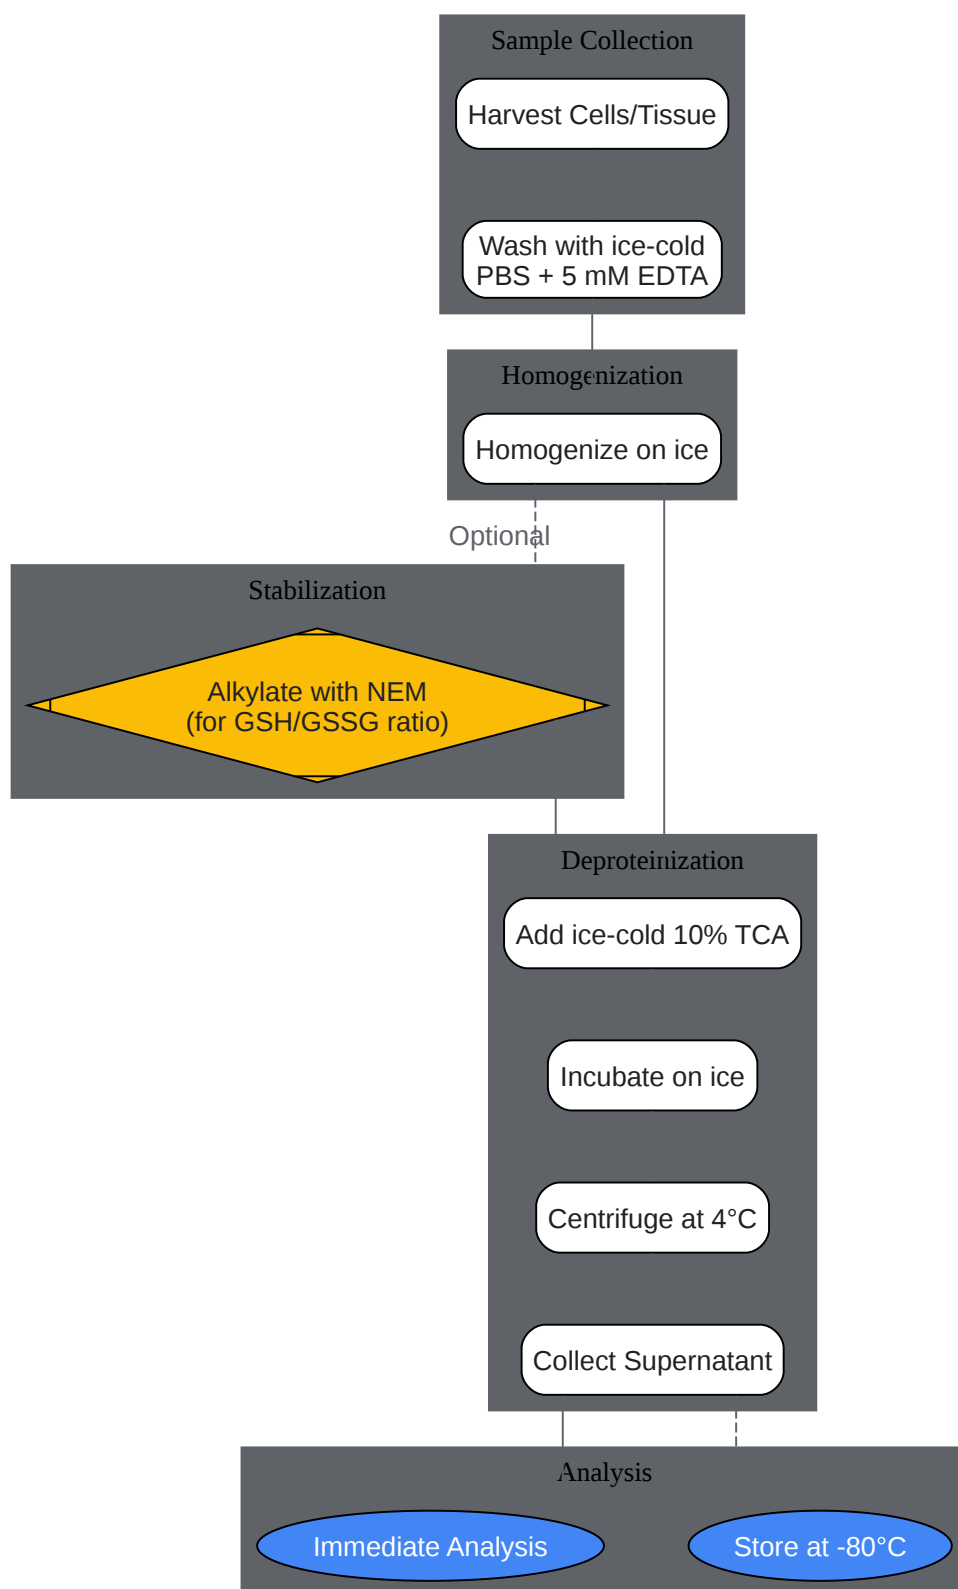 Sample Collection
Harvest Cells/Tissue
Wash with ice-cold
PBS + 5 mM EDTA
Homogenization
Homogenize on ice
Optional
Stabilization
Alkylate with NEM
(for GSH/GSSG ratio)
Deproteinization
Add ice-cold 10% TCA
Incubate on ice
Centrifuge at 4°C
Collect Supernatant
Analysis
Immediate Analysis
Store at -80°C